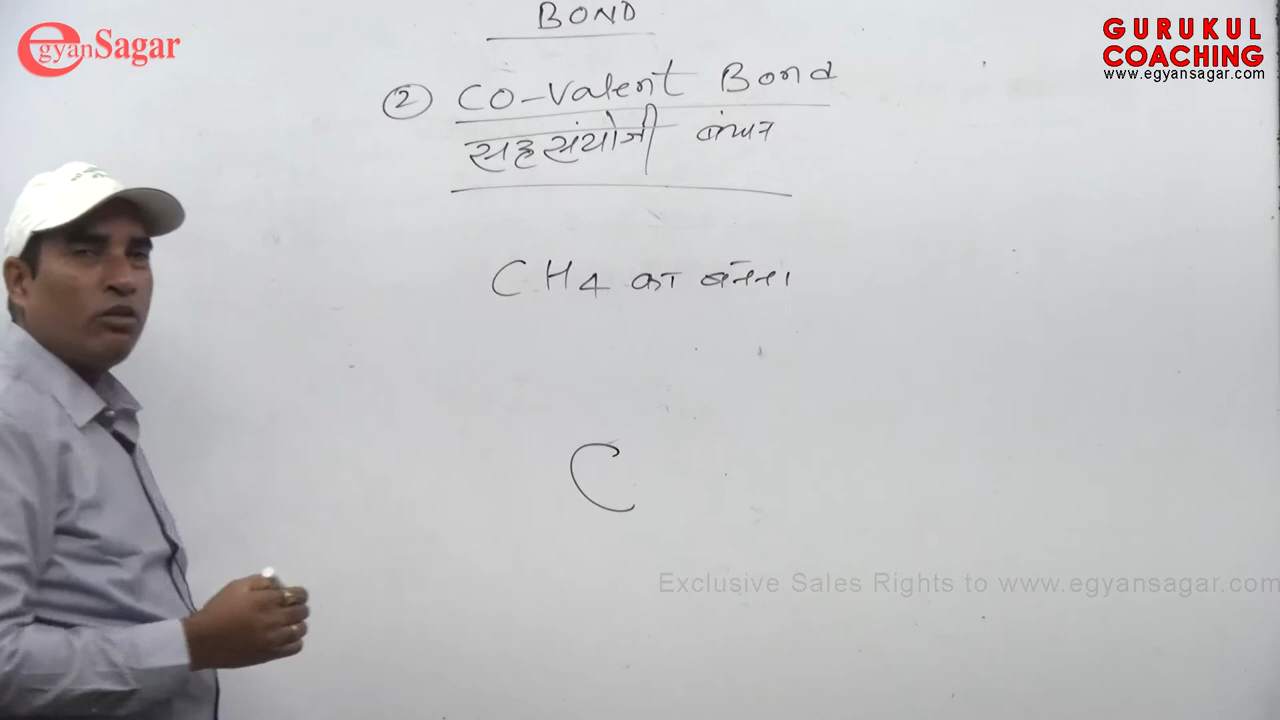 egyanSagar
GURUKUL
COACHING
www.egyansagar.com
BOND
② CO-Valent Bond
सहसंयोजी बंधन
CH4 का बनना
C
Exclusive Sales Rights to www.egyansagar.com